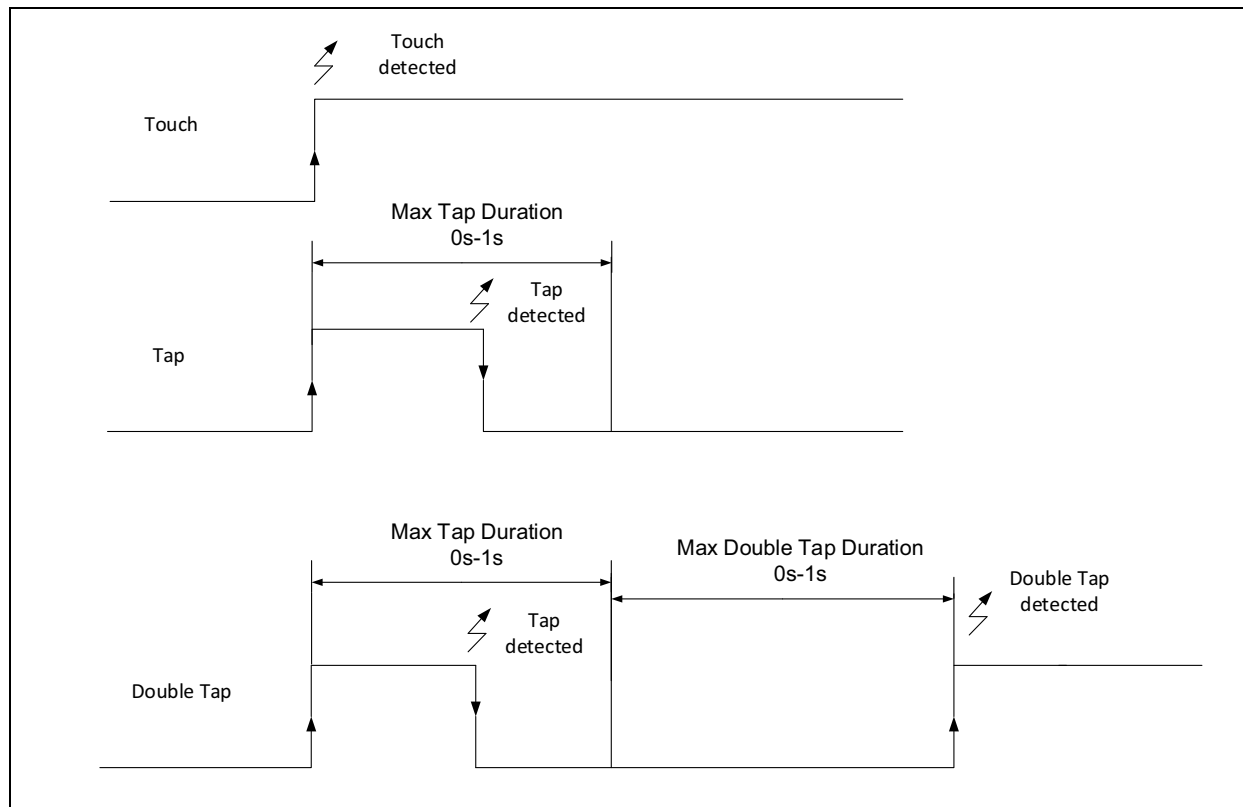 Touch
detected
Touch
Max Tap Duration
0s-1s
Tap
detected
Tap
Max Tap Duration
0s-1s
Max Double Tap Duration
0s-1s
Double Tap
detected
Tap
detected
Double Tap